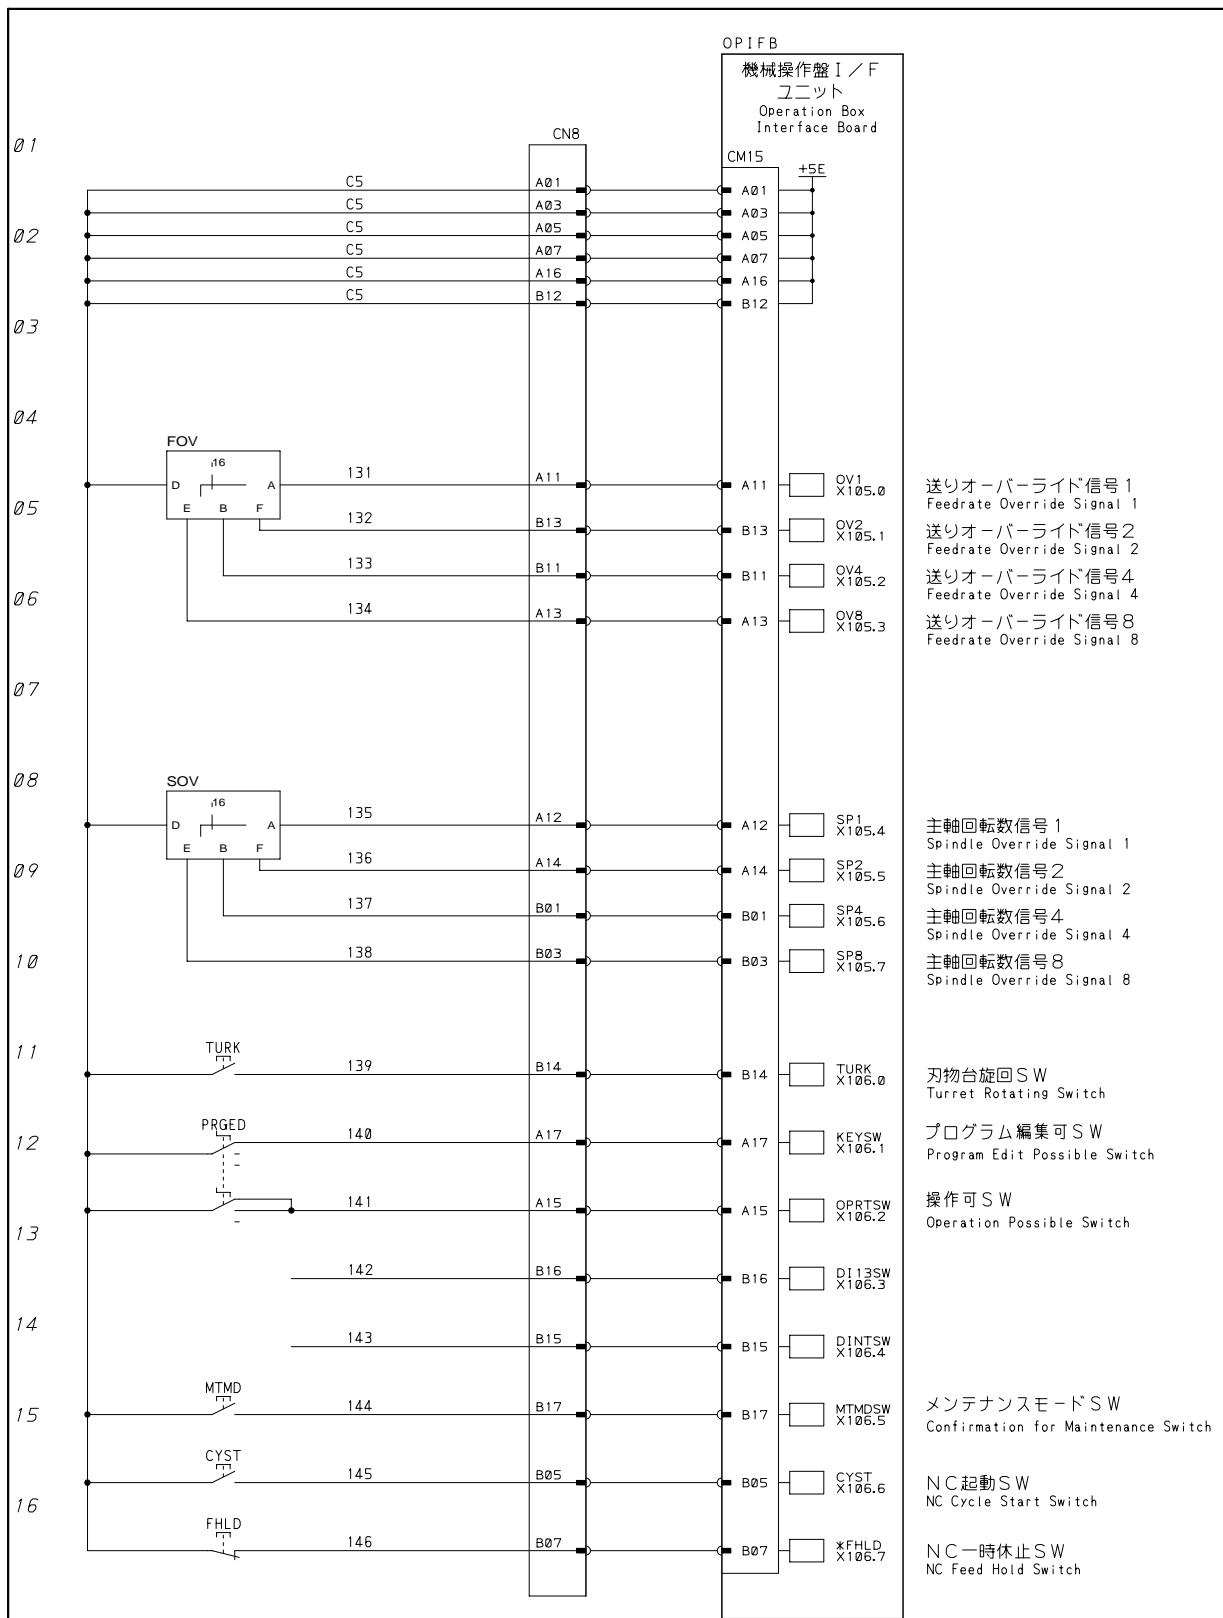 OPIFB
機械操作盤I/F
ユニット
Operation Box
Interface Board
01
CN8
CM15
+5E
C5 A01 A01
C5 A03 A03
02
C5 A05 A05
C5 A07 A07
C5 A16 A16
C5 B12 B12
03
04
FOV
16
D A
E B F
131 A11 A11 OV1 X105.0
送りオーバーライド信号1
Feedrate Override Signal 1
05
132 B13 B13 OV2 X105.1
送りオーバーライド信号2
Feedrate Override Signal 2
133 B11 B11 OV4 X105.2
送りオーバーライド信号4
Feedrate Override Signal 4
06
134 A13 A13 OV8 X105.3
送りオーバーライド信号8
Feedrate Override Signal 8
07
08
SOV
16
D A
E B F
135 A12 A12 SP1 X105.4
主軸回転数信号1
Spindle Override Signal 1
09
136 A14 A14 SP2 X105.5
主軸回転数信号2
Spindle Override Signal 2
137 B01 B01 SP4 X105.6
主軸回転数信号4
Spindle Override Signal 4
10
138 B03 B03 SP8 X105.7
主軸回転数信号8
Spindle Override Signal 8
11
TURK
139 B14 B14 TURK X106.0
刃物台旋回SW
Turret Rotating Switch
12
PRGED
140 A17 A17 KEYSW X106.1
プログラム編集可SW
Program Edit Possible Switch
141 A15 A15 OPRTSW X106.2
操作可SW
Operation Possible Switch
13
142 B16 B16 DI13SW X106.3
14
143 B15 B15 DINTSW X106.4
15
MTMD
144 B17 B17 MTMDSW X106.5
メンテナンスモードSW
Confirmation for Maintenance Switch
CYST
145 B05 B05 CYST X106.6
NC起動SW
NC Cycle Start Switch
16
FHLD
146 B07 B07 *FHLD X106.7
NC一時休止SW
NC Feed Hold Switch